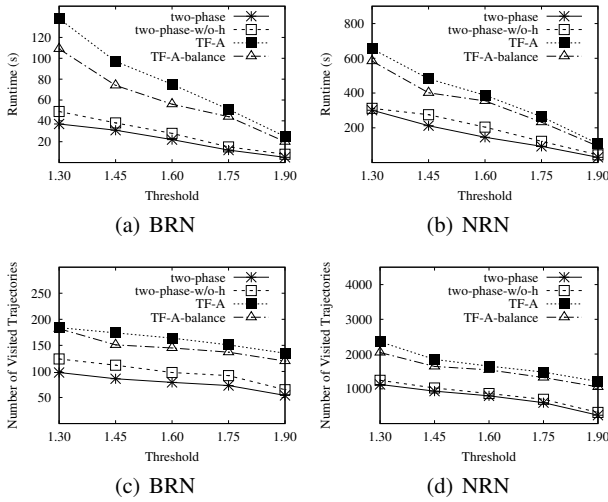 Runtime (s)
120
100
80
60
40
20
two-phase
two-phase-w/o-h
TF-A
TF-A-balance
1.30 1.45 1.60 1.75 1.90
Threshold
(a) BRN
Runtime (s)
800
600
400
200
two-phase
two-phase-w/o-h
TF-A
TF-A-balance
1.30 1.45 1.60 1.75 1.90
Threshold
(b) NRN
Number of Visited Trajectories
300
250
200
150
100
50
two-phase
two-phase-w/o-h
TF-A
TF-A-balance
1.30 1.45 1.60 1.75 1.90
Threshold
(c) BRN
Number of Visited Trajectories
4000
3000
2000
1000
two-phase
two-phase-w/o-h
TF-A
TF-A-balance
1.30 1.45 1.60 1.75 1.90
Threshold
(d) NRN